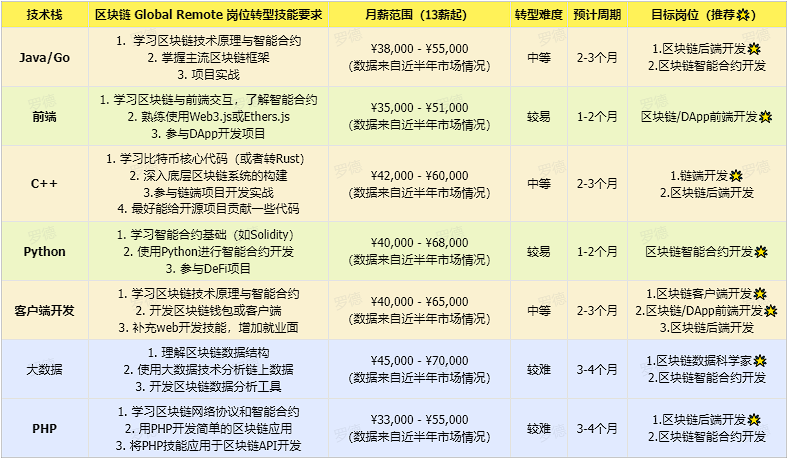 技术栈 区块链 Global Remote 岗位转型技能要求 月薪范围（13薪起） 转型难度 预计周期 目标岗位（推荐）
Java/Go
1. 学习区块链技术原理与智能合约
2. 掌握主流区块链框架
3. 项目实战
¥38,000 - ¥55,000
(数据来自近半年市场情况)
中等
2-3个月
1.区块链后端开发
2.区块链智能合约开发
前端
1. 学习区块链与前端交互，了解智能合约
2. 熟练使用Web3.js或Ethers.js
3. 参与DApp开发项目
¥35,000 - ¥51,000
(数据来自近半年市场情况)
较易
1-2个月
区块链/DApp前端开发
C++
1. 学习比特币核心代码（或者转Rust）
2. 深入底层区块链系统的构建
3.参与链端项目开发实战
4. 最好能给开源项目贡献一些代码
¥42,000 - ¥60,000
(数据来自近半年市场情况)
中等
2-3个月
1.链端开发
2.区块链后端开发
Python
1. 学习智能合约基础（如Solidity）
2. 使用Python进行智能合约开发
3. 参与DeFi项目
¥40,000 - ¥68,000
(数据来自近半年市场情况)
较易
1-2个月
区块链智能合约开发
客户端开发
1. 学习区块链技术原理与智能合约
2. 开发区块链钱包或客户端
3. 补充web开发技能，增加就业面
¥40,000 - ¥65,000
(数据来自近半年市场情况)
中等
2-3个月
1.区块链客户端开发
2.区块链/DApp前端开发
3.区块链后端开发
大数据
1. 理解区块链数据结构
2. 使用大数据技术分析链上数据
3. 开发区块链数据分析工具
¥45,000 - ¥70,000
(数据来自近半年市场情况)
较难
3-4个月
1.区块链数据科学家
2.区块链智能合约开发
PHP
1. 学习区块链网络协议和智能合约
2. 用PHP开发简单的区块链应用
3. 将PHP技能应用于区块链API开发
¥33,000 - ¥55,000
(数据来自近半年市场情况)
较难
3-4个月
1.区块链后端开发
2.区块链智能合约开发